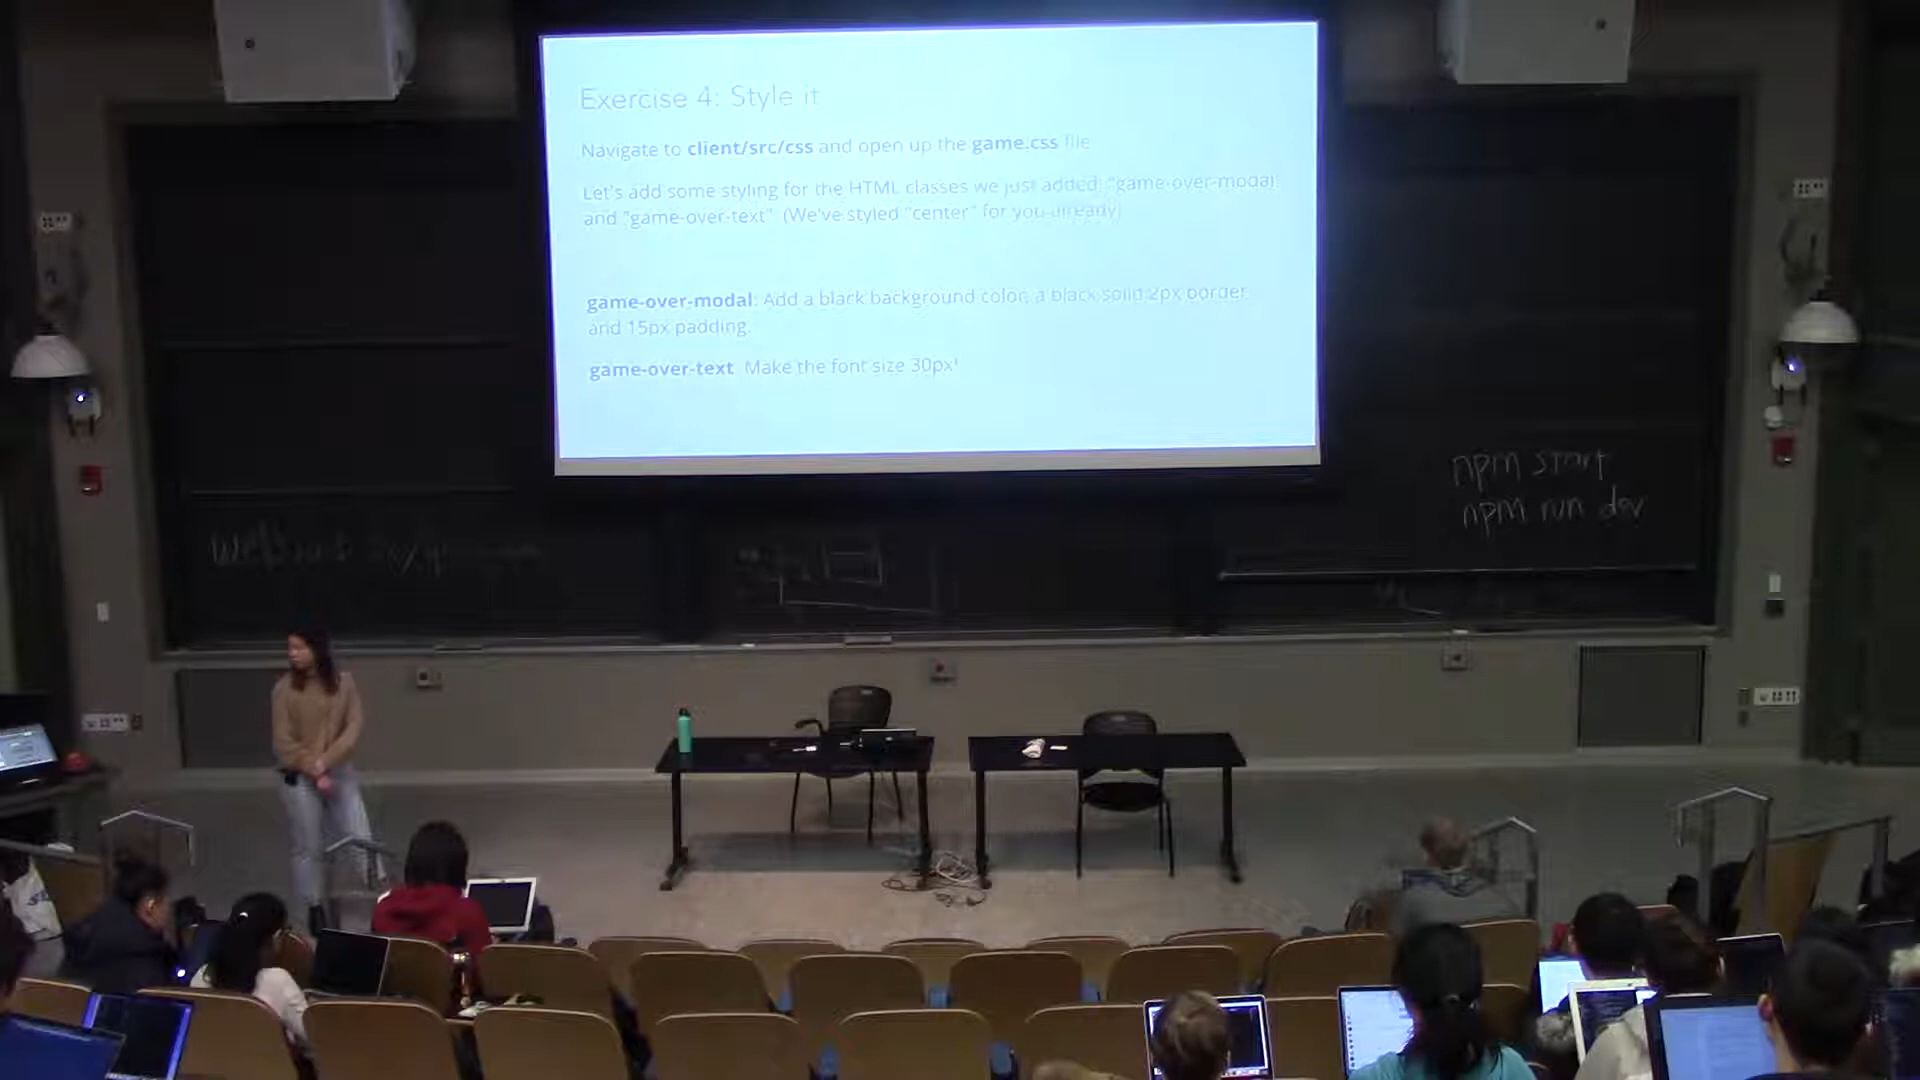 Exercise 4: Style it
Navigate to client/src/css and open up the game.css file
Let's add some styling for the HTML classes we just added: "game-over-modal
and "game-over-text" (We've styled "center" for you already)
game-over-modal: Add a black background color, a black solid 2px border
and 15px padding.
game-over-text Make the font size 30px!
npm start
npm run dev